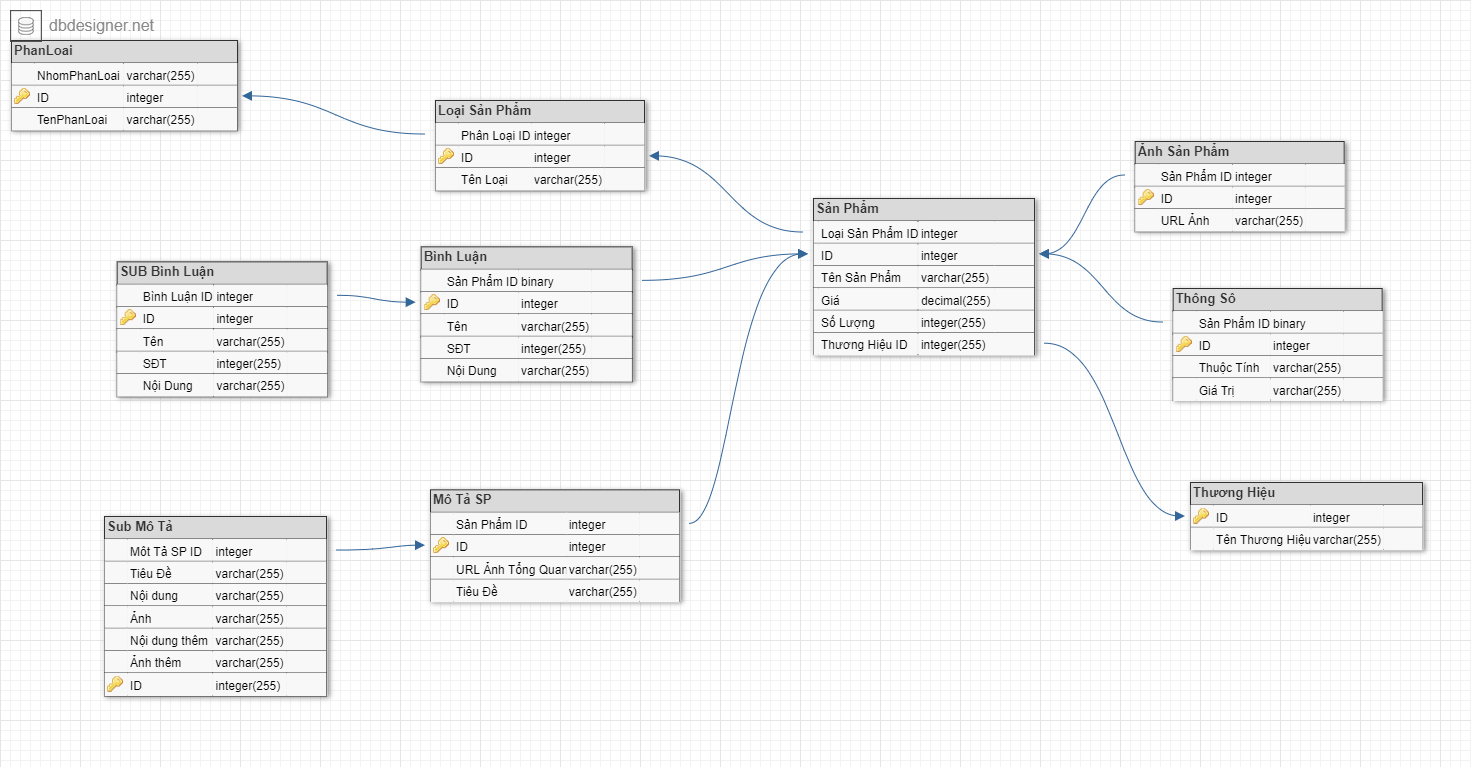 dbdesigner.net
PhanLoai
NhomPhanLoai varchar(255)
ID integer
TenPhanLoai varchar(255)
Loại Sản Phẩm
Phân Loại ID integer
ID integer
Tên Loại varchar(255)
Ảnh Sản Phẩm
Sản Phẩm ID integer
ID integer
URL Ảnh varchar(255)
Sản Phẩm
Loại Sản Phẩm ID integer
ID integer
Tên Sản Phẩm varchar(255)
Giá decimal(255)
Số Lượng integer(255)
Thương Hiệu ID integer(255)
SUB Bình Luận
Bình Luận ID integer
ID integer
Tên varchar(255)
SĐT integer(255)
Nội Dung varchar(255)
Bình Luận
Sản Phẩm ID binary
ID integer
Tên varchar(255)
SĐT integer(255)
Nội Dung varchar(255)
Thông Số
Sản Phẩm ID binary
ID integer
Thuộc Tính varchar(255)
Giá Trị varchar(255)
Thương Hiệu
ID integer
Tên Thương Hiệu varchar(255)
Mô Tả SP
Sản Phẩm ID integer
ID integer
URL Ảnh Tổng Quan varchar(255)
Tiêu Đề varchar(255)
Sub Mô Tả
Môt Tả SP ID integer
Tiêu Đề varchar(255)
Nội dung varchar(255)
Ảnh varchar(255)
Nội dung thêm varchar(255)
Ảnh thêm varchar(255)
ID integer(255)